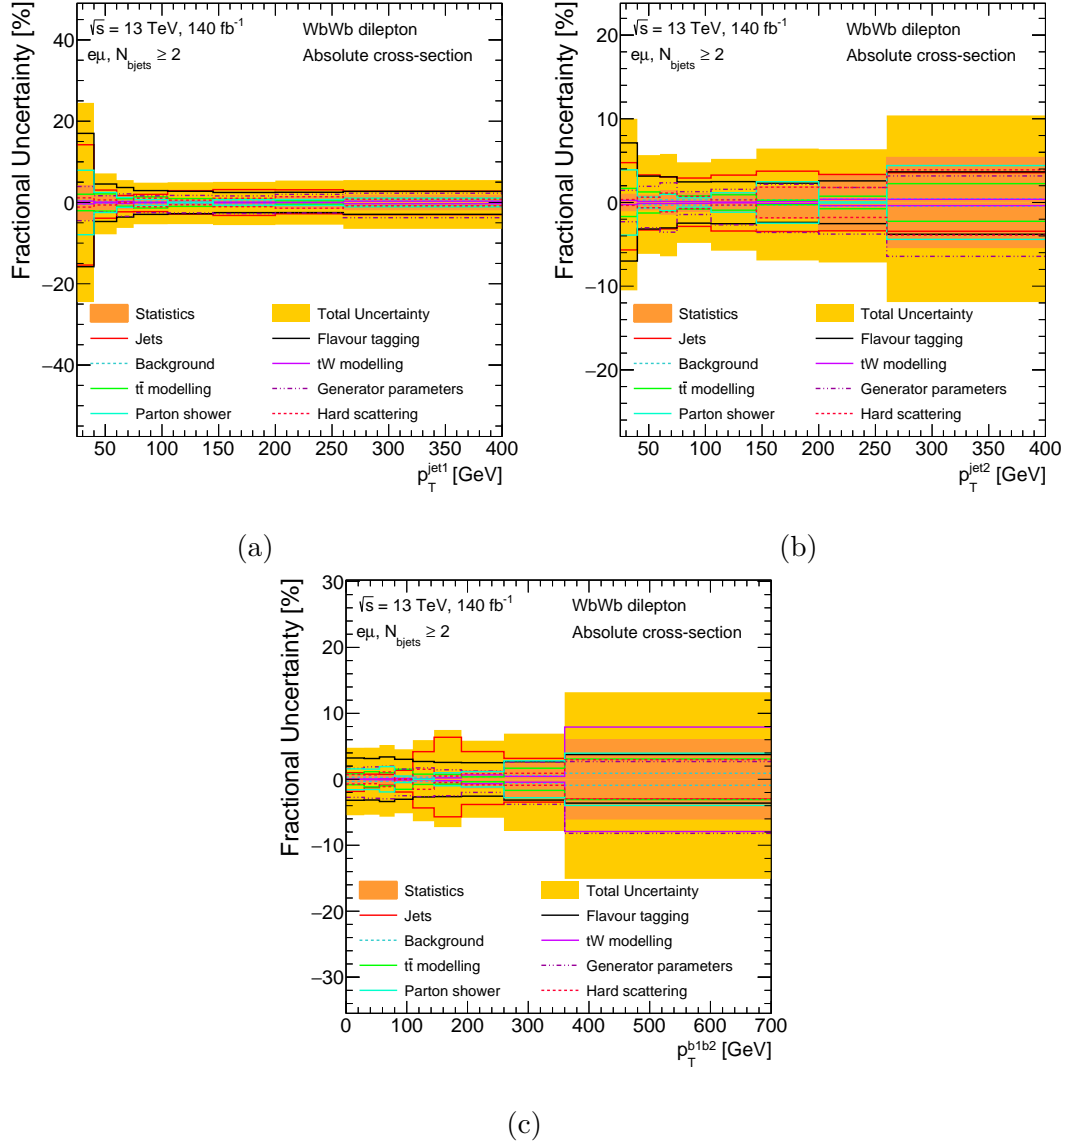 Fractional Uncertainty [%]
√s = 13 TeV, 140 fb⁻¹ WbWb dilepton
eμ, N_bjets ≥ 2 Absolute cross-section
40
20
0
−20
−40
Statistics Total Uncertainty
Jets Flavour tagging
Background tW modelling
tt̄ modelling Generator parameters
Parton shower Hard scattering
50 100 150 200 250 300 350 400
p_T^jet1 [GeV]
(a)
Fractional Uncertainty [%]
√s = 13 TeV, 140 fb⁻¹ WbWb dilepton
eμ, N_bjets ≥ 2 Absolute cross-section
20
10
0
−10
−20
Statistics Total Uncertainty
Jets Flavour tagging
Background tW modelling
tt̄ modelling Generator parameters
Parton shower Hard scattering
50 100 150 200 250 300 350 400
p_T^jet2 [GeV]
(b)
Fractional Uncertainty [%]
√s = 13 TeV, 140 fb⁻¹ WbWb dilepton
eμ, N_bjets ≥ 2 Absolute cross-section
30
20
10
0
−10
−20
−30
Statistics Total Uncertainty
Jets Flavour tagging
Background tW modelling
tt̄ modelling Generator parameters
Parton shower Hard scattering
0 100 200 300 400 500 600 700
p_T^b1b2 [GeV]
(c)